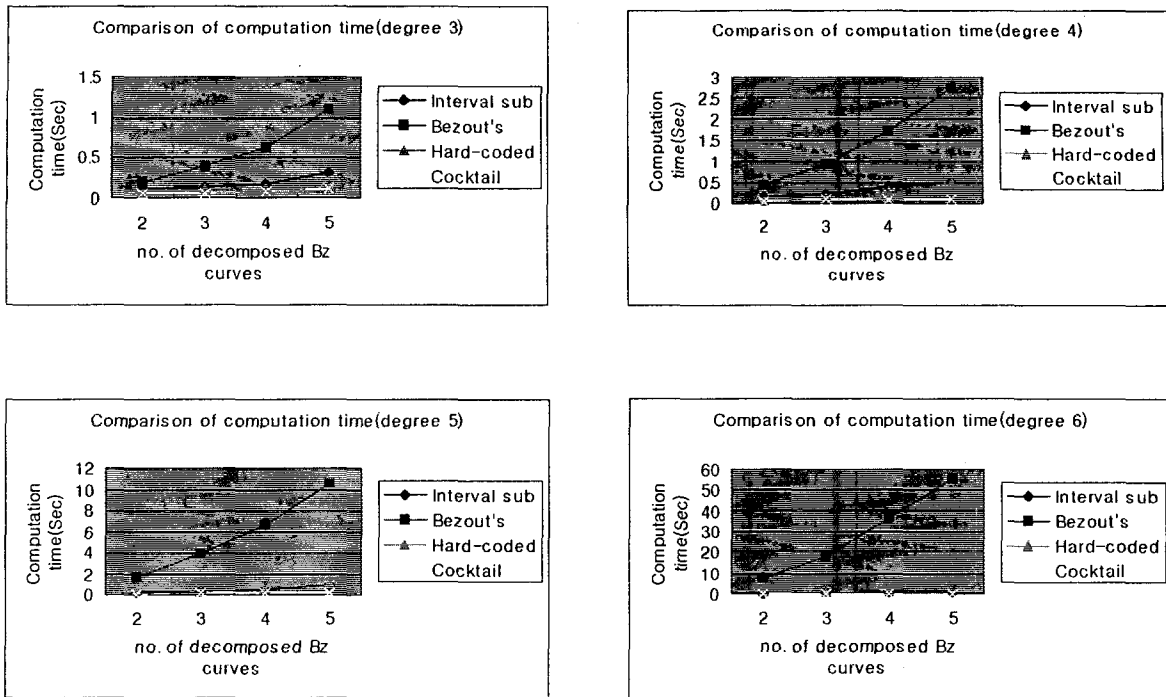 Comparison of computation time(degree 3)
Computation
time(Sec)
1.5
1
0.5
0
2 3 4 5
no. of decomposed Bz
curves
Interval sub
Bezout's
Hard-coded
Cocktail
Comparison of computation time(degree 4)
Computation
time(Sec)
3
2.5
2
1.5
1
0.5
0
2 3 4 5
no. of decomposed Bz
curves
Interval sub
Bezout's
Hard-coded
Cocktail
Comparison of computation time(degree 5)
Computation
time(Sec)
12
10
8
6
4
2
0
2 3 4 5
no. of decomposed Bz
curves
Interval sub
Bezout's
Hard-coded
Cocktail
Comparison of computation time(degree 6)
Computation
time(Sec)
60
50
40
30
20
10
0
2 3 4 5
no. of decomposed Bz
curves
Interval sub
Bezout's
Hard-coded
Cocktail